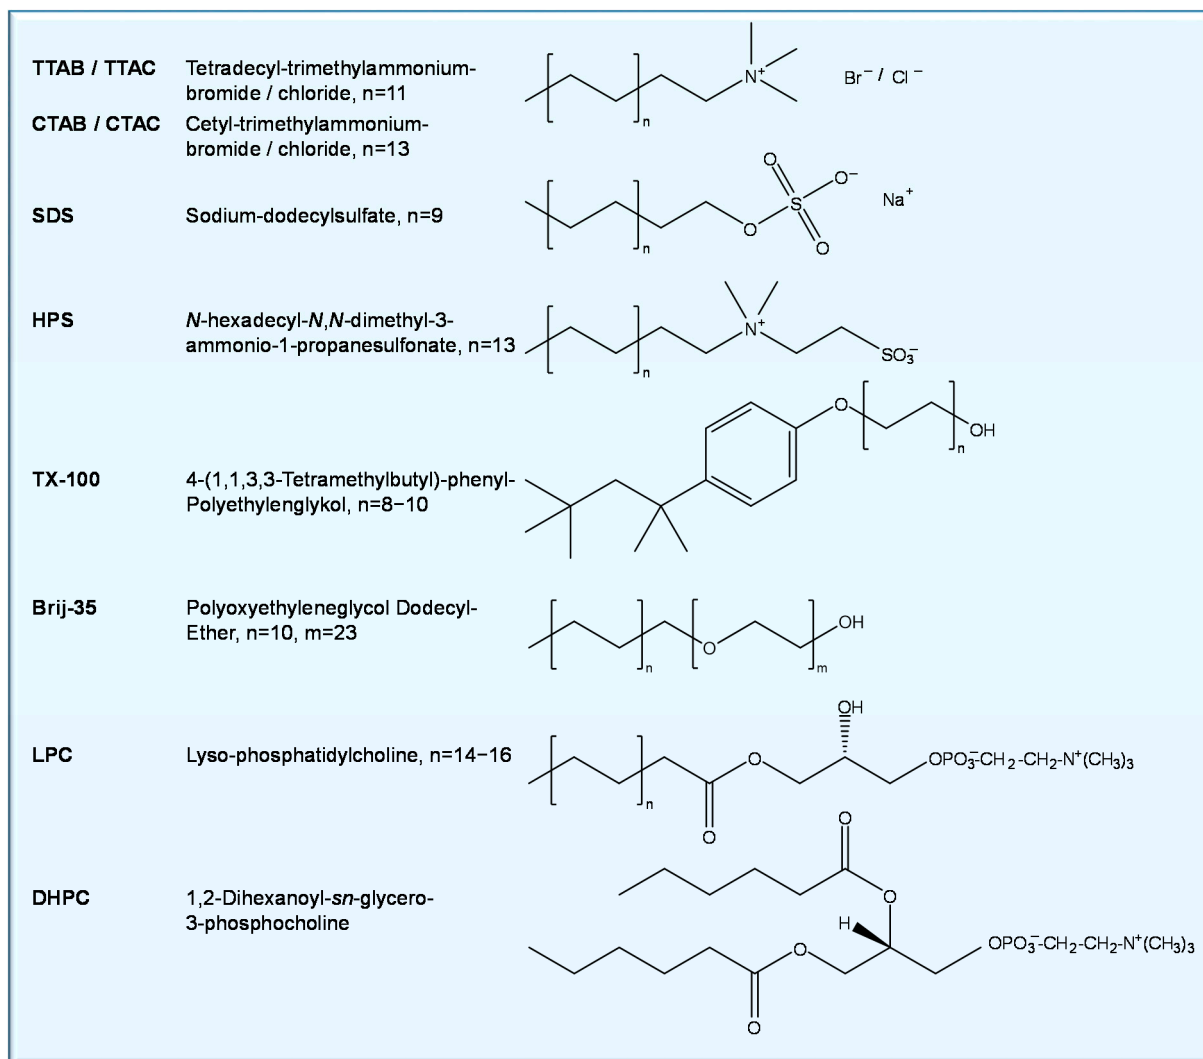 TTAB / TTAC Tetradecyl-trimethylammonium-
bromide / chloride, n=11
N+
Br− / Cl −
n
CTAB / CTAC Cetyl-trimethylammonium-
bromide / chloride, n=13
SDS Sodium-dodecylsulfate, n=9
O
O−
S
Na+
O
O
n
HPS N-hexadecyl-N,N-dimethyl-3-
ammonio-1-propanesulfonate, n=13
N+
SO3−
n
TX-100 4-(1,1,3,3-Tetramethylbutyl)-phenyl-
Polyethylenglykol, n=8−10
O
OH
n
Brij-35 Polyoxyethyleneglycol Dodecyl-
Ether, n=10, m=23
OH
O
n
m
LPC Lyso-phosphatidylcholine, n=14−16
OH
O
OPO3−-CH2-CH2-N+(CH3)3
n
O
DHPC 1,2-Dihexanoyl-sn-glycero-
3-phosphocholine
O
O
H
O
OPO3−-CH2-CH2-N+(CH3)3
O